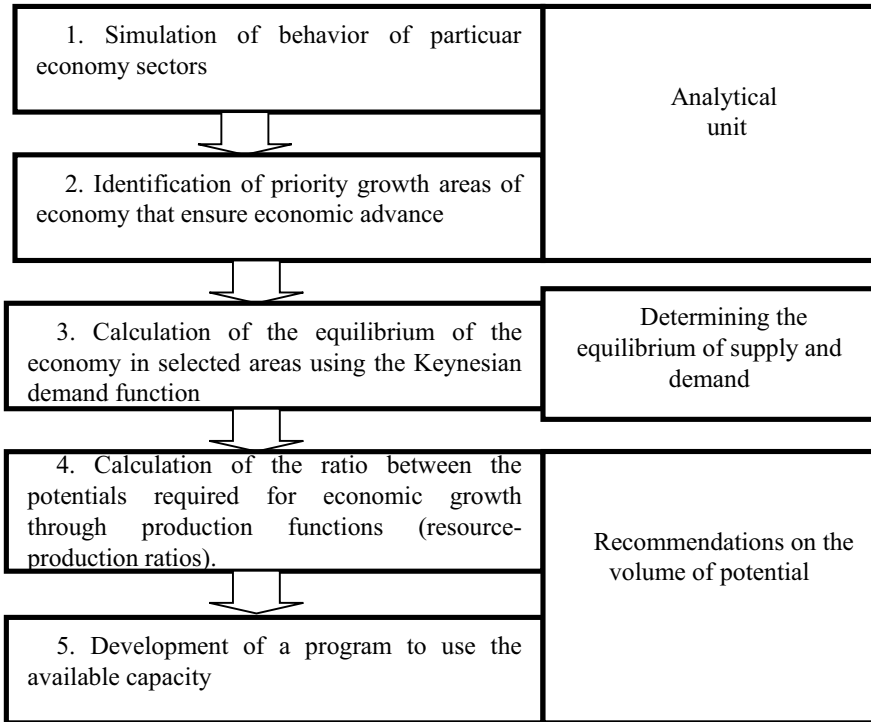 1. Simulation of behavior of particuar
economy sectors
Analytical
unit
2. Identification of priority growth areas of
economy that ensure economic advance
3. Calculation of the equilibrium of the
economy in selected areas using the Keynesian
demand function
Determining the
equilibrium of supply and
demand
4. Calculation of the ratio between the
potentials required for economic growth
through production functions (resource-
production ratios).
Recommendations on the
volume of potential
5. Development of a program to use the
available capacity